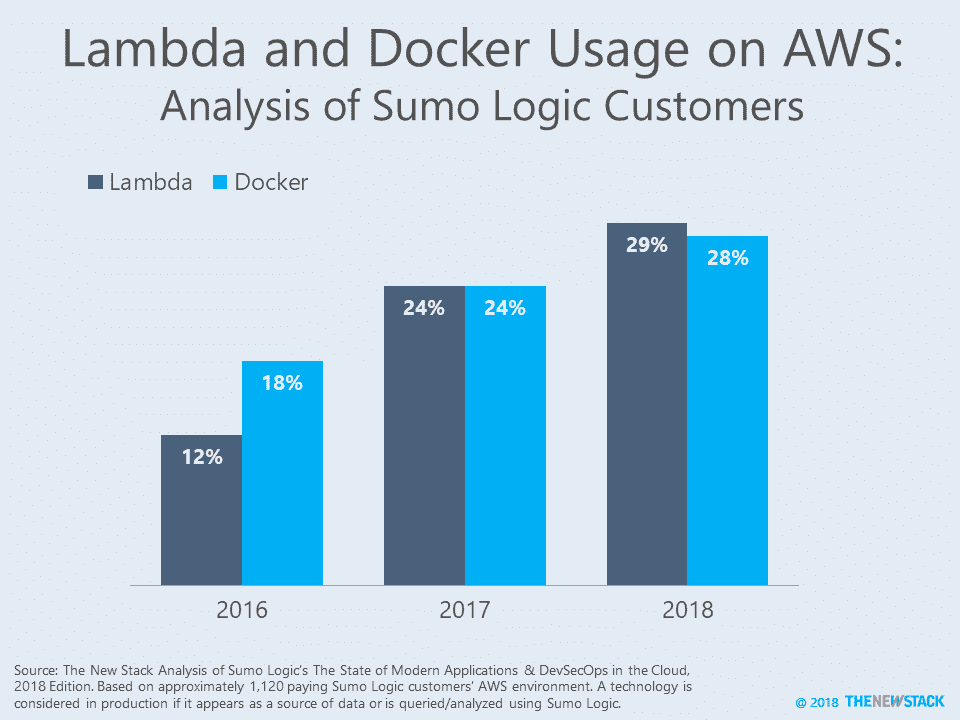 Lambda and Docker Usage on AWS:
Analysis of Sumo Logic Customers
Lambda Docker
29%
28%
24% 24%
18%
12%
2016 2017 2018
Source: The New Stack Analysis of Sumo Logic's The State of Modern Applications & DevSecOps in the Cloud,
2018 Edition. Based on approximately 1,120 paying Sumo Logic customers' AWS environment. A technology is
considered in production if it appears as a source of data or is queried/analyzed using Sumo Logic.
@ 2018 THENEWSTACK